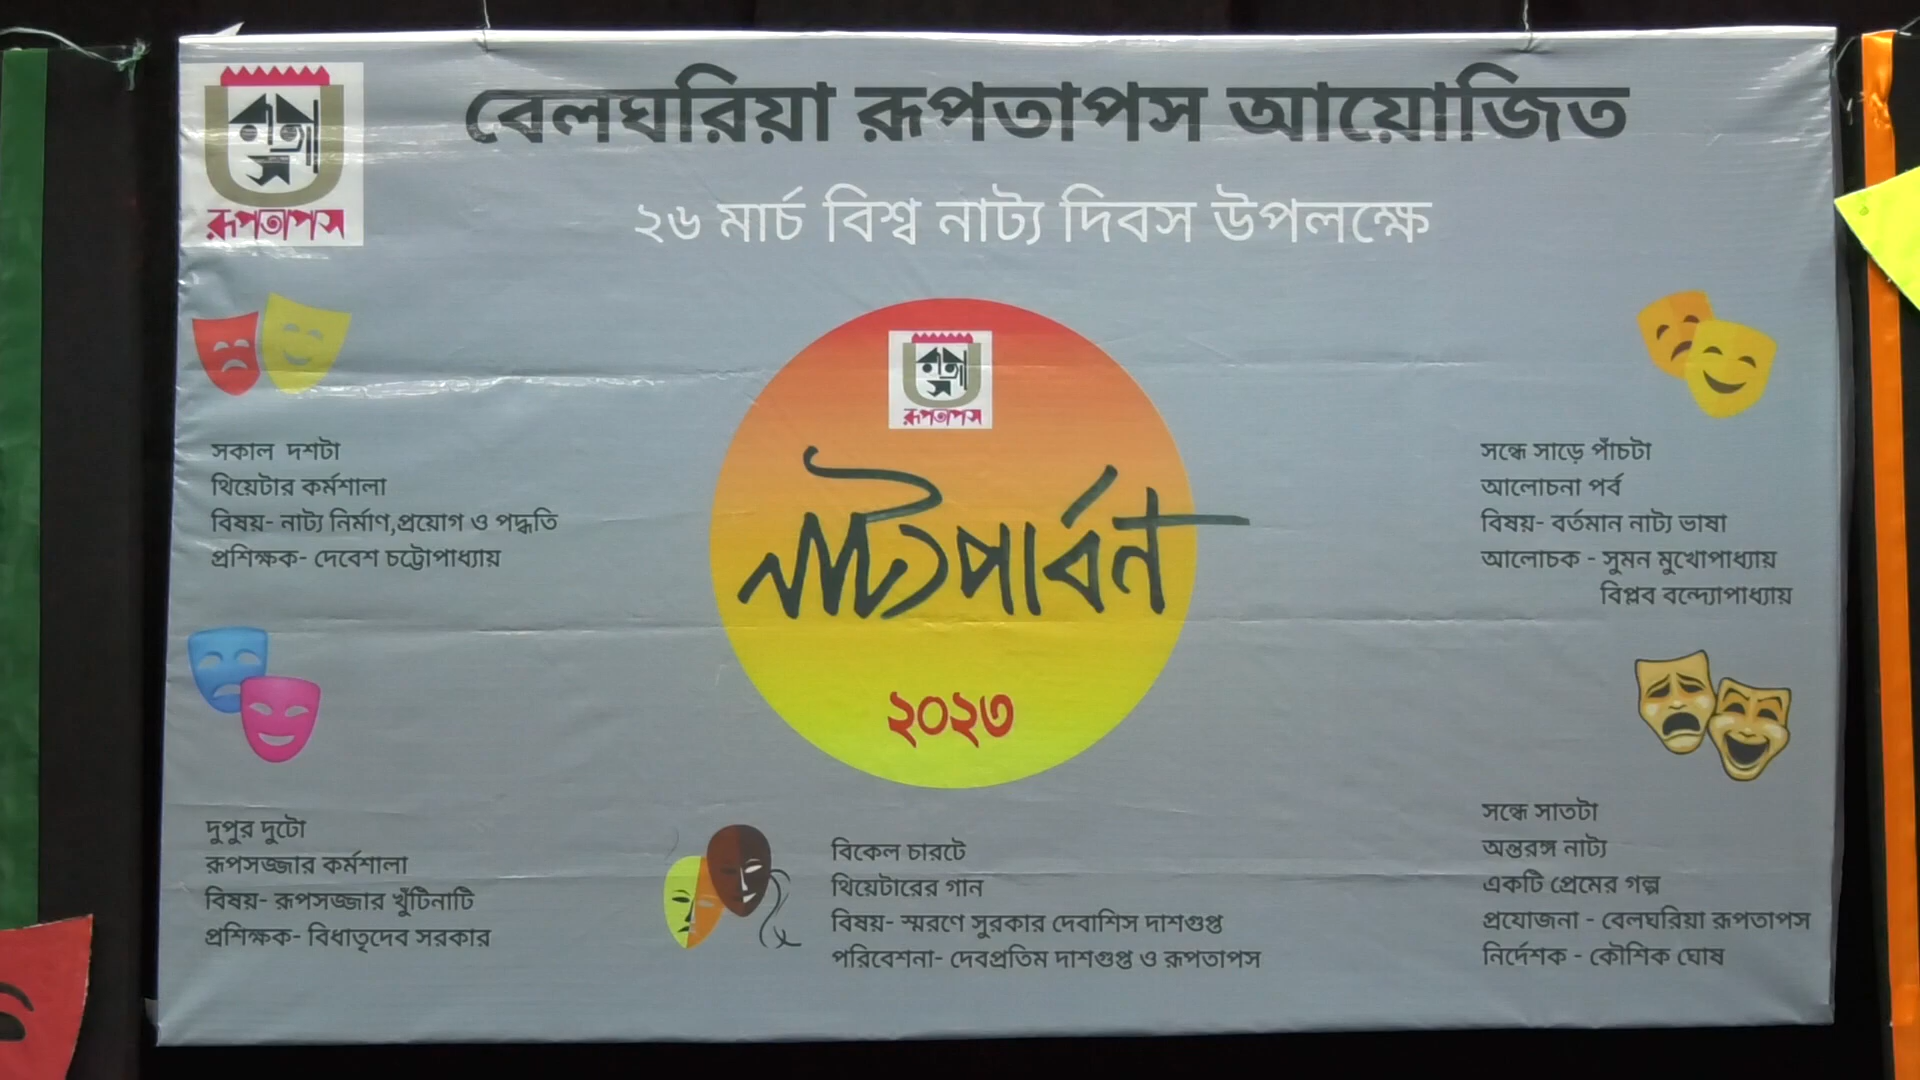 বেলঘরিয়া রূপতাপস আয়োজিত
রূপতাপস
২৬ মার্চ বিশ্ব নাট্য দিবস উপলক্ষে
রূপতাপস
নাট্যপার্বণ
২০২৩
সকাল দশটা
থিয়েটার কর্মশালা
বিষয়- নাট্য নির্মাণ,প্রয়োগ ও পদ্ধতি
প্রশিক্ষক- দেবেশ চট্টোপাধ্যায়
দুপুর দুটো
রূপসজ্জার কর্মশালা
বিষয়- রূপসজ্জার খুঁটিনাটি
প্রশিক্ষক- বিধাতৃদেব সরকার
বিকেল চারটে
থিয়েটারের গান
বিষয়- স্মরণে সুরকার দেবাশিস দাশগুপ্ত
পরিবেশনা- দেবপ্রতিম দাশগুপ্ত ও রূপতাপস
সন্ধে সাড়ে পাঁচটা
আলোচনা পর্ব
বিষয়- বর্তমান নাট্য ভাষা
আলোচক - সুমন মুখোপাধ্যায়
বিপ্লব বন্দ্যোপাধ্যায়
সন্ধে সাতটা
অন্তরঙ্গ নাট্য
একটি প্রেমের গল্প
প্রযোজনা - বেলঘরিয়া রূপতাপস
নির্দেশক - কৌশিক ঘোষ